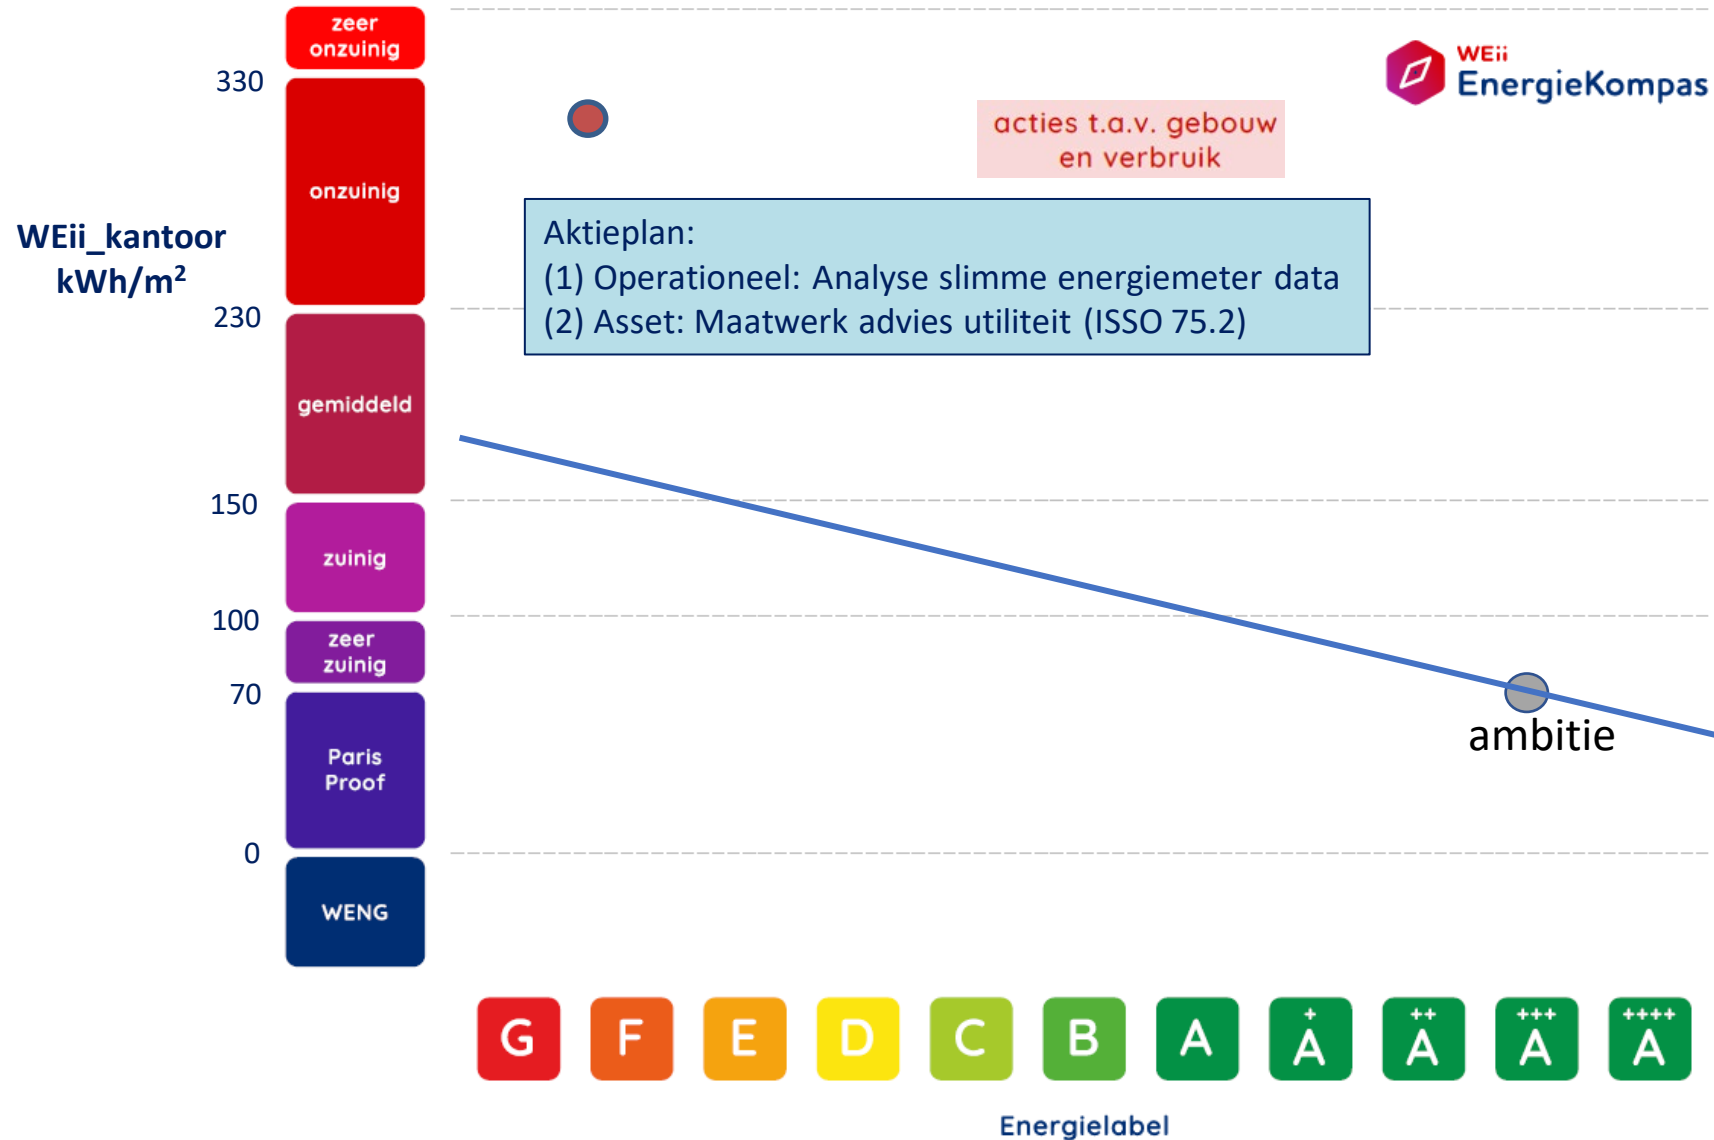 zeer
onzuinig
330
onzuinig
WEii_kantoor
kWh/m²
230
gemiddeld
150
zuinig
100
zeer
zuinig
70
Paris
Proof
0
WENG
WEii
EnergieKompas
acties t.a.v. gebouw
en verbruik
Aktieplan:
(1) Operationeel: Analyse slimme energiemeter data
(2) Asset: Maatwerk advies utiliteit (ISSO 75.2)
ambitie
G F E D C B A A+ A++ A+++ A++++
Energielabel